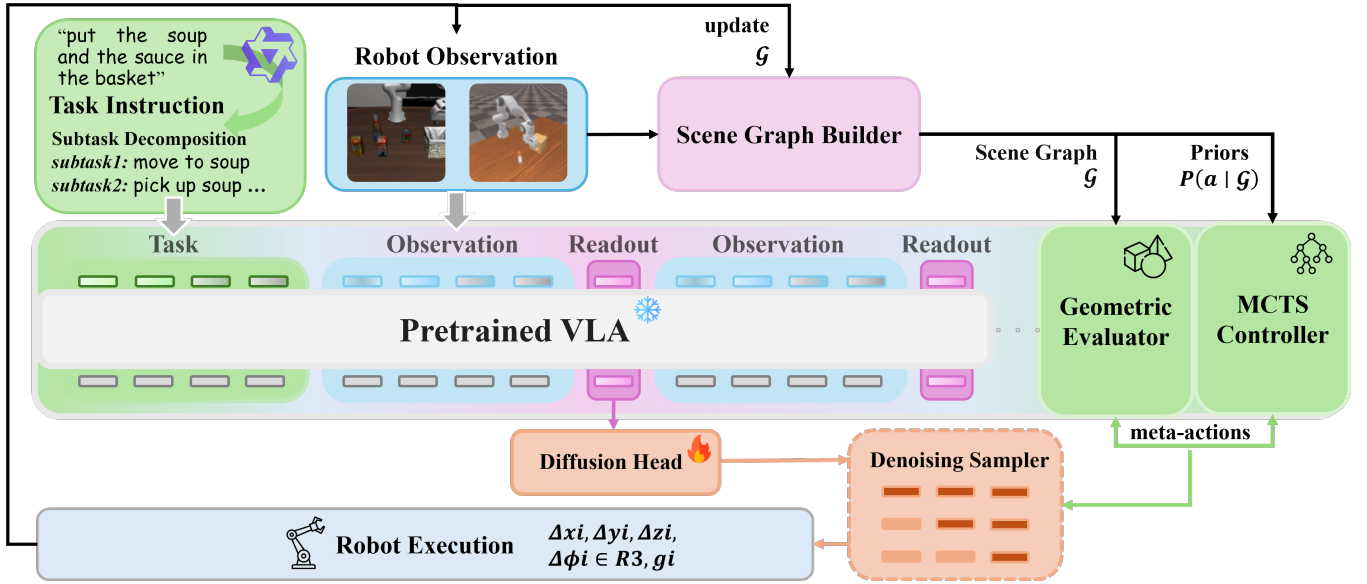 “put the soup
and the sauce in
the basket”
Task Instruction
Subtask Decomposition
subtask1: move to soup
subtask2: pick up soup ...
Robot Observation
update
𝒢
Scene Graph Builder
Scene Graph
𝒢
Priors
P(a | 𝒢)
Task
Observation
Readout
Observation
Readout
Pretrained VLA
Geometric
Evaluator
MCTS
Controller
meta-actions
Diffusion Head
Denoising Sampler
Robot Execution
Δxi, Δyi, Δzi,
Δϕi ∈ R3, gi